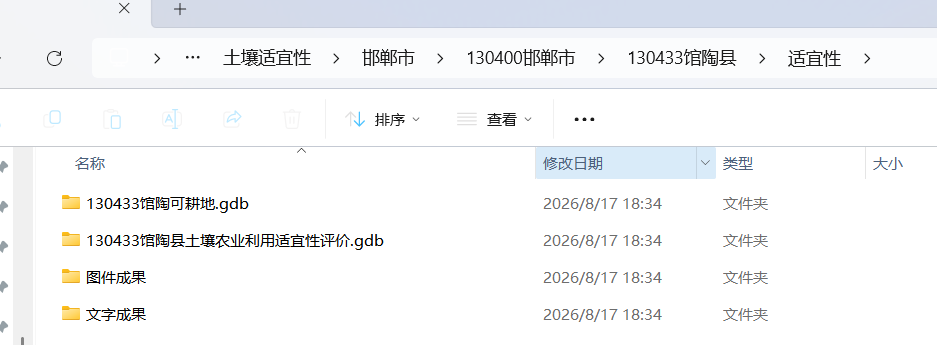 土壤适宜性 > 邯郸市 > 130400邯郸市 > 130433馆陶县 > 适宜性 >
排序 查看
名称 修改日期 类型 大小
130433馆陶可耕地.gdb 2026/8/17 18:34 文件夹
130433馆陶县土壤农业利用适宜性评价.gdb 2026/8/17 18:34 文件夹
图件成果 2026/8/17 18:34 文件夹
文字成果 2026/8/17 18:34 文件夹